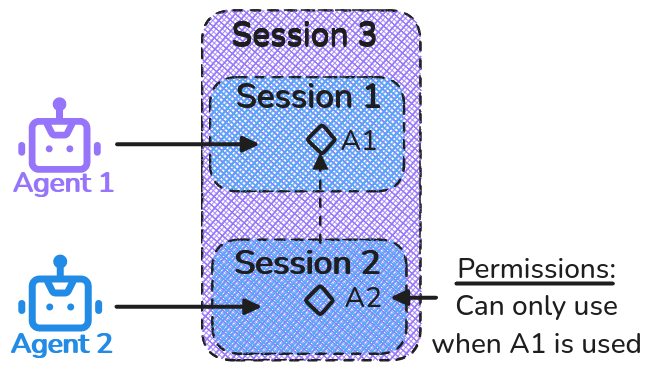 Session 3
Session 1
A1
Agent 1
Session 2
A2
Agent 2
Permissions:
Can only use
when A1 is used